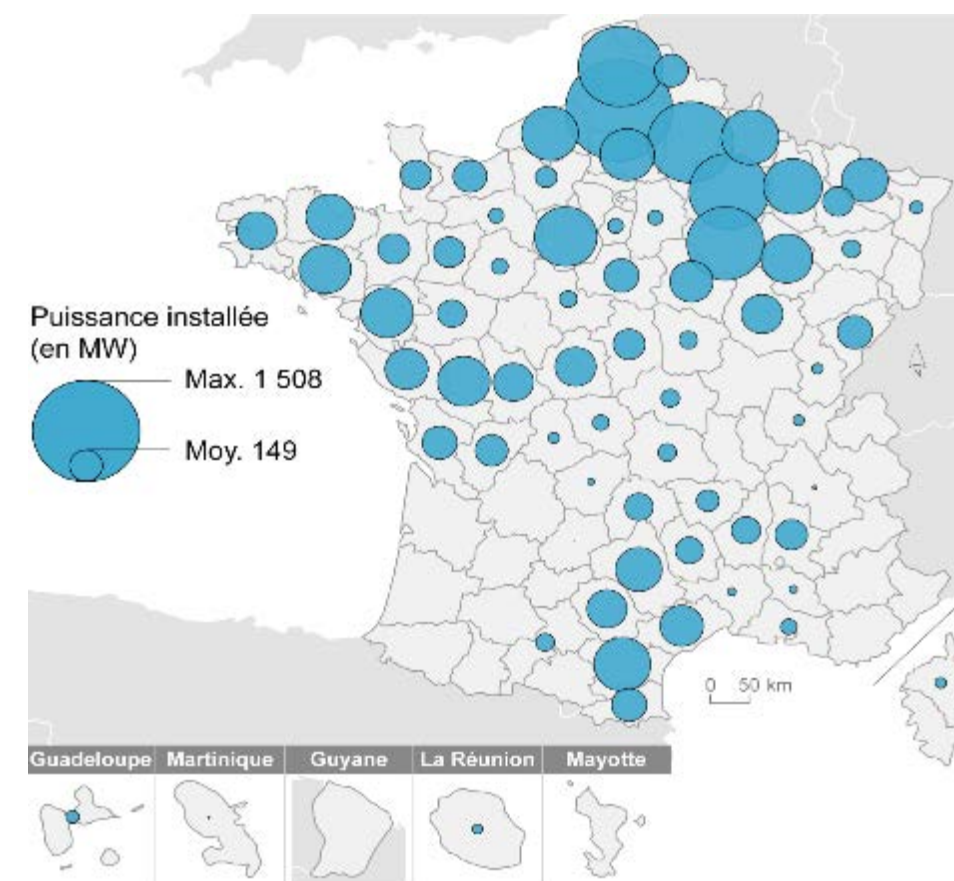 Puissance installée
(en MW)
Max. 1 508
Moy. 149
0 50 km
Guadeloupe Martinique Guyane La Réunion Mayotte